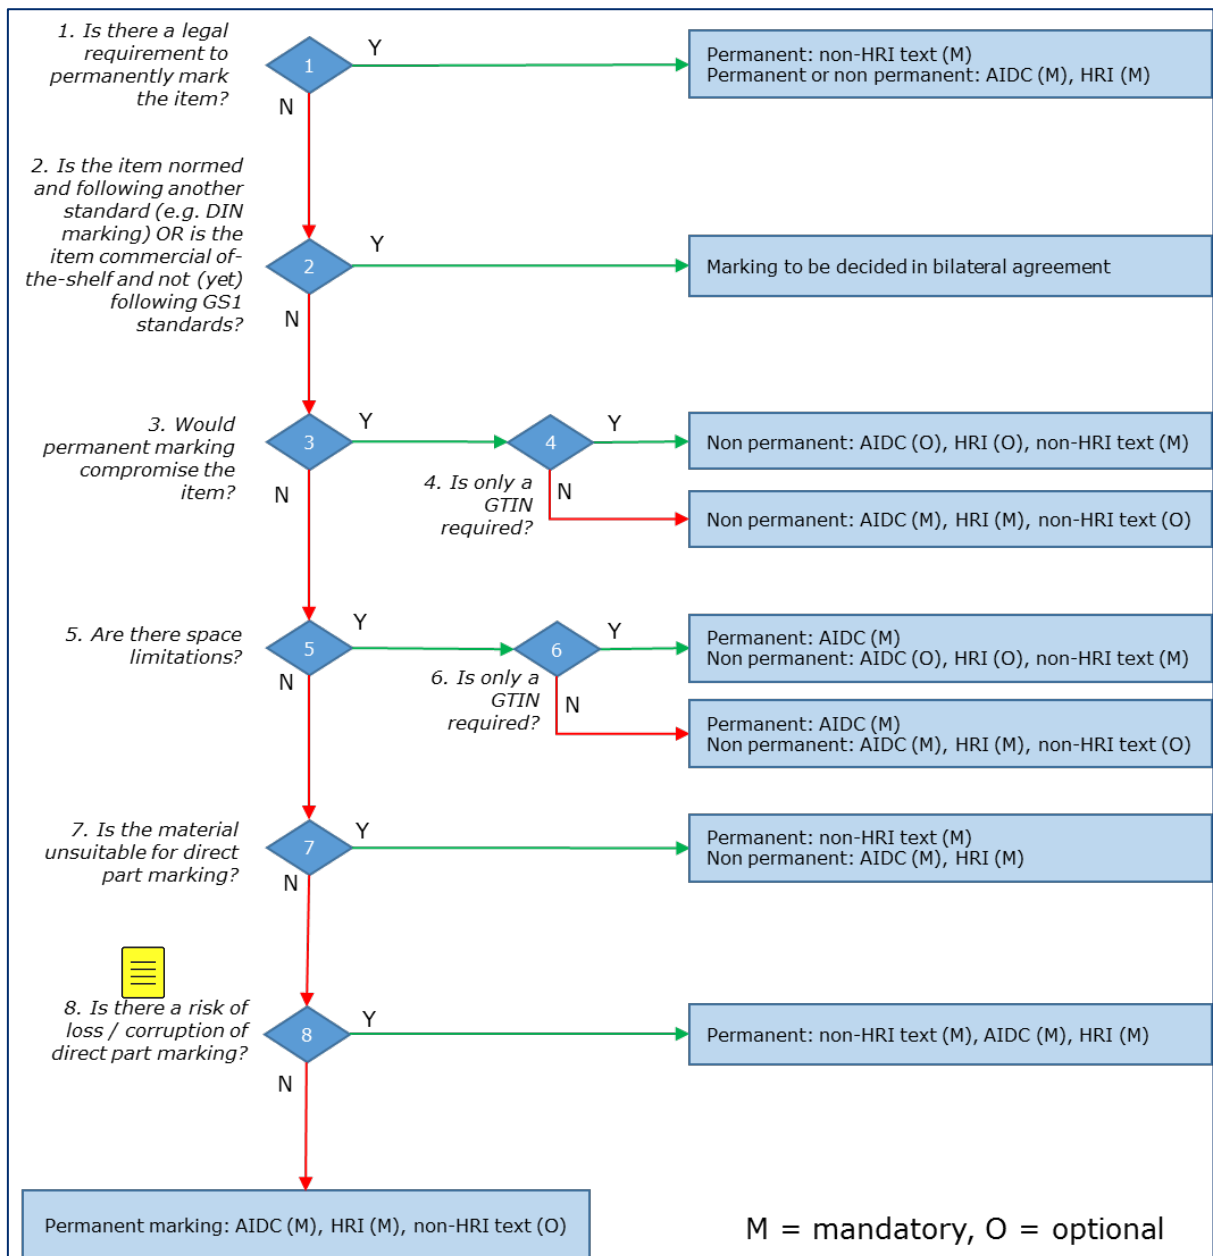 1. Is there a legal
requirement to
permanently mark
the item?
1
Y
N
Permanent: non-HRI text (M)
Permanent or non permanent: AIDC (M), HRI (M)
2. Is the item normed
and following another
standard (e.g. DIN
marking) OR is the
item commercial of-
the-shelf and not (yet)
following GS1
standards?
2
Y
N
Marking to be decided in bilateral agreement
3. Would
permanent marking
compromise the
item?
3
Y
N
4
Y
N
4. Is only a
GTIN
required?
Non permanent: AIDC (O), HRI (O), non-HRI text (M)
Non permanent: AIDC (M), HRI (M), non-HRI text (O)
5. Are there space
limitations?
5
Y
N
6
Y
N
6. Is only a
GTIN
required?
Permanent: AIDC (M)
Non permanent: AIDC (O), HRI (O), non-HRI text (M)
Permanent: AIDC (M)
Non permanent: AIDC (M), HRI (M), non-HRI text (O)
7. Is the material
unsuitable for direct
part marking?
7
Y
N
Permanent: non-HRI text (M)
Non permanent: AIDC (M), HRI (M)
8. Is there a risk of
loss / corruption of
direct part marking?
8
Y
N
Permanent: non-HRI text (M), AIDC (M), HRI (M)
Permanent marking: AIDC (M), HRI (M), non-HRI text (O)
M = mandatory, O = optional